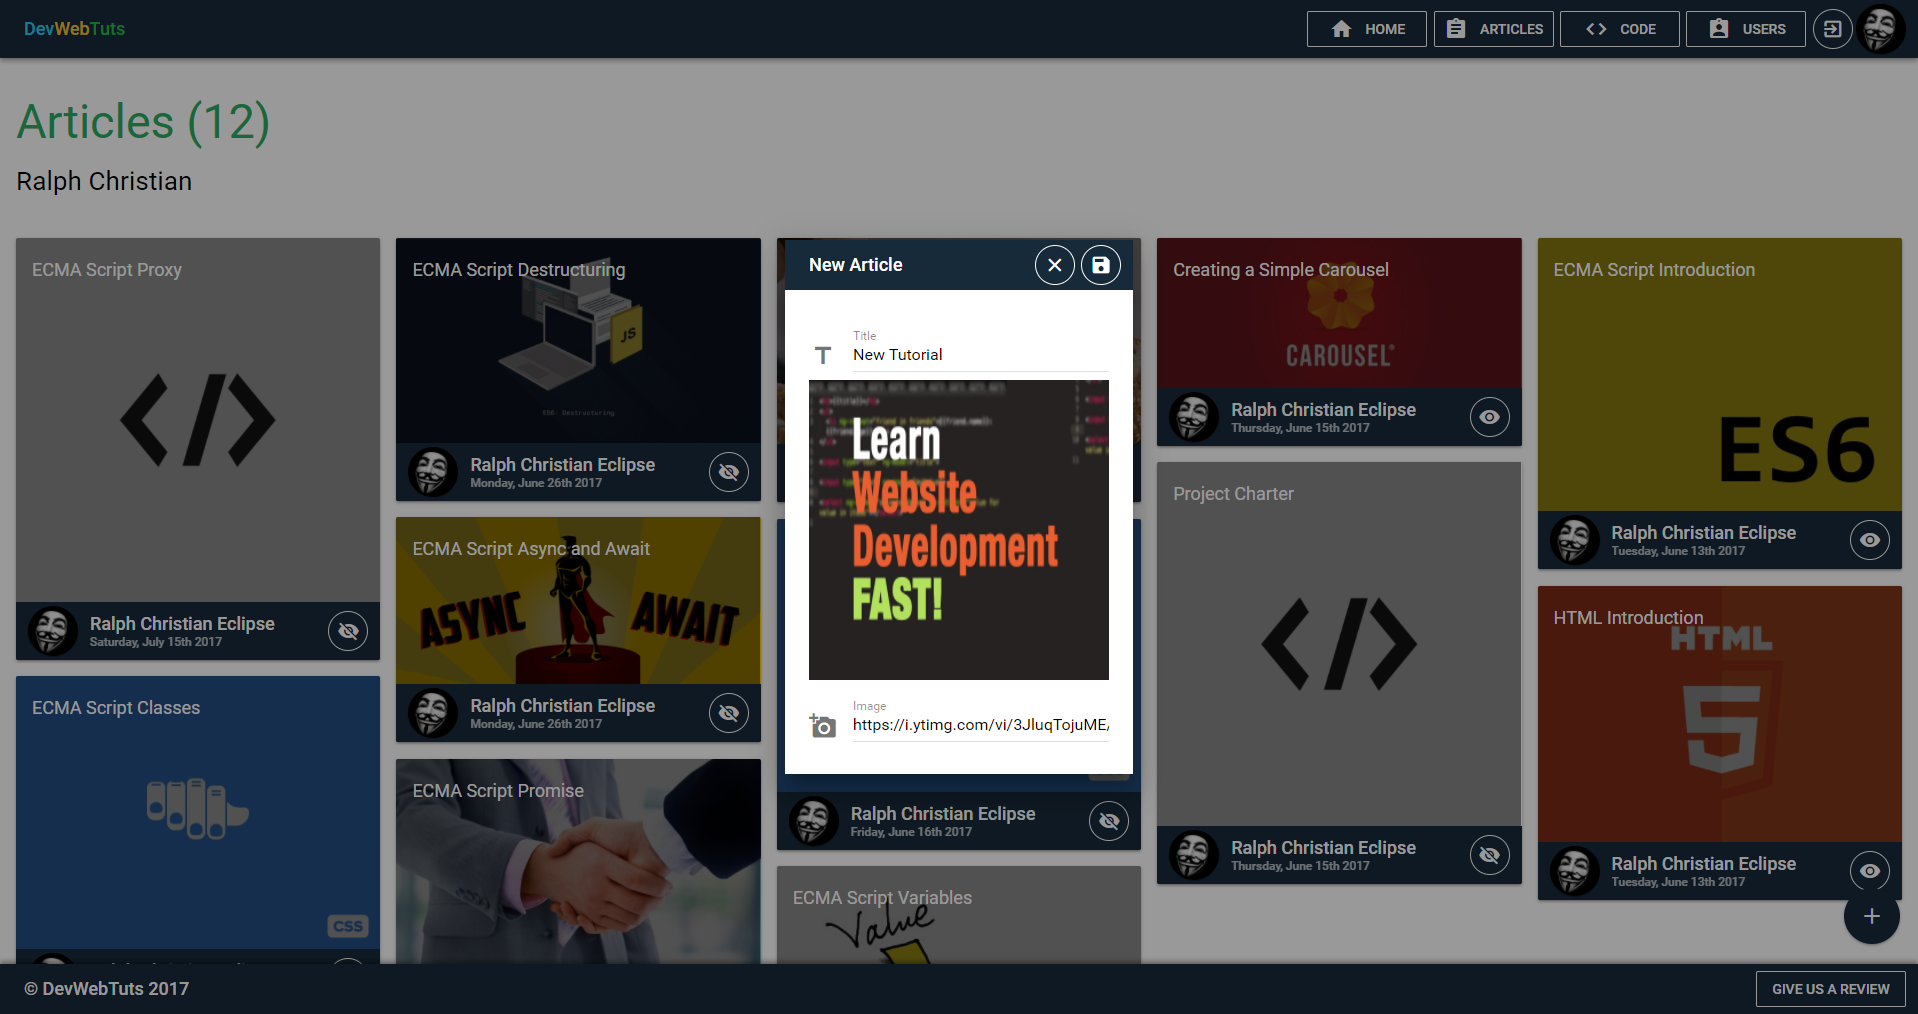 DevWebTuts
HOME
ARTICLES
CODE
USERS
Articles (12)
Ralph Christian
ECMA Script Proxy
Ralph Christian Eclipse
Saturday, July 15th 2017
ECMA Script Classes
CSS
ECMA Script Destructuring
JS
ES6: Destructuring
Ralph Christian Eclipse
Monday, June 26th 2017
ECMA Script Async and Await
ASYNC
AWAIT
Ralph Christian Eclipse
Monday, June 26th 2017
ECMA Script Promise
New Article
Title
New Tutorial
Learn
Website
Development
FAST!
Image
https://i.ytimg.com/vi/3JluqTojuME/
Ralph Christian Eclipse
Friday, June 16th 2017
ECMA Script Variables
Value
Creating a Simple Carousel
CAROUSEL
Ralph Christian Eclipse
Thursday, June 15th 2017
Project Charter
Ralph Christian Eclipse
Thursday, June 15th 2017
ECMA Script Introduction
ES6
Ralph Christian Eclipse
Tuesday, June 13th 2017
HTML Introduction
HTML
5
Ralph Christian Eclipse
Tuesday, June 13th 2017
© DevWebTuts 2017
GIVE US A REVIEW